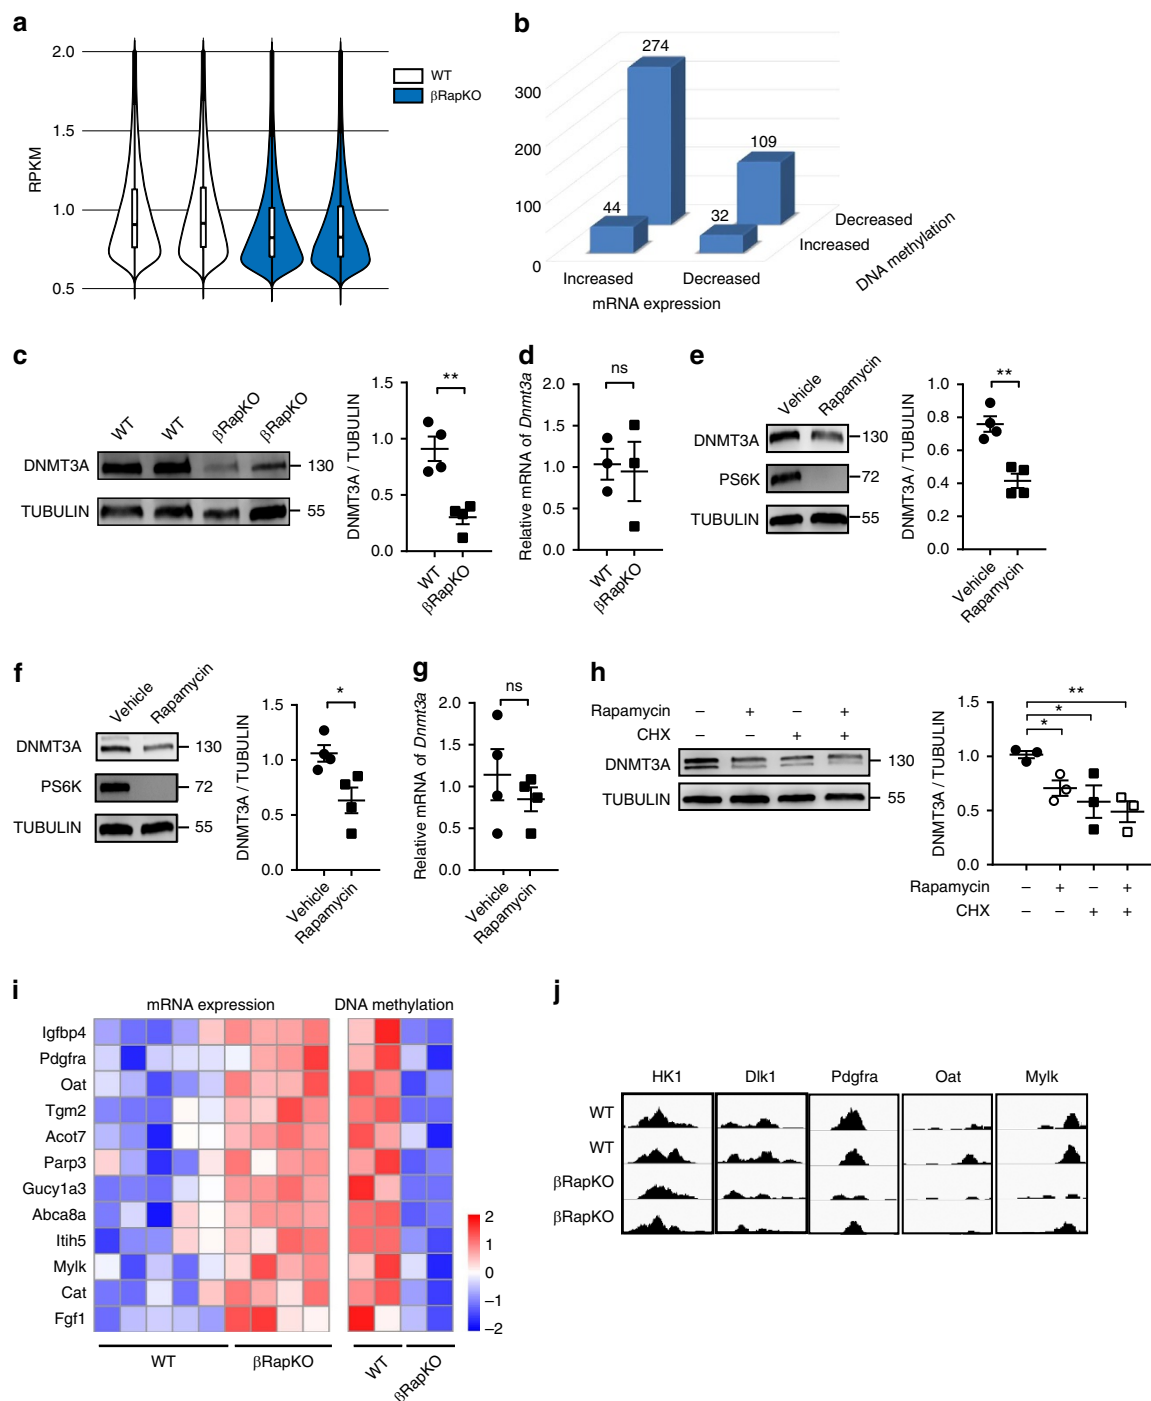 a
RPKM
2.0
1.5
1.0
0.5
WT
βRapKO
b
274
109
44
32
300
200
100
0
Increased
Decreased
mRNA expression
Decreased
Increased
DNA methylation
c
WT
WT
βRapKO
βRapKO
DNMT3A
130
TUBULIN
55
DNMT3A / TUBULIN
1.5
1.0
0.5
0.0
**
WT
βRapKO
d
Relative mRNA of Dnmt3a
2.0
1.5
1.0
0.5
0.0
ns
WT
βRapKO
e
Vehicle
Rapamycin
DNMT3A
130
PS6K
72
TUBULIN
55
DNMT3A / TUBULIN
1.0
0.8
0.6
0.4
0.2
0.0
**
Vehicle
Rapamycin
f
Vehicle
Rapamycin
DNMT3A
130
PS6K
72
TUBULIN
55
DNMT3A / TUBULIN
1.5
1.0
0.5
0.0
*
Vehicle
Rapamycin
g
Relative mRNA of Dnmt3a
2.0
1.5
1.0
0.5
0.0
ns
Vehicle
Rapamycin
h
Rapamycin – + – +
CHX – – + +
DNMT3A
130
TUBULIN
55
DNMT3A / TUBULIN
1.5
1.0
0.5
0.0
**
*
*
Rapamycin – + – +
CHX – – + +
i
mRNA expression
DNA methylation
Igfbp4
Pdgfra
Oat
Tgm2
Acot7
Parp3
Gucy1a3
Abca8a
Itih5
Mylk
Cat
Fgf1
2
1
0
–1
–2
WT
βRapKO
WT
βRapKO
j
HK1 Dlk1 Pdgfra Oat Mylk
WT
WT
βRapKO
βRapKO